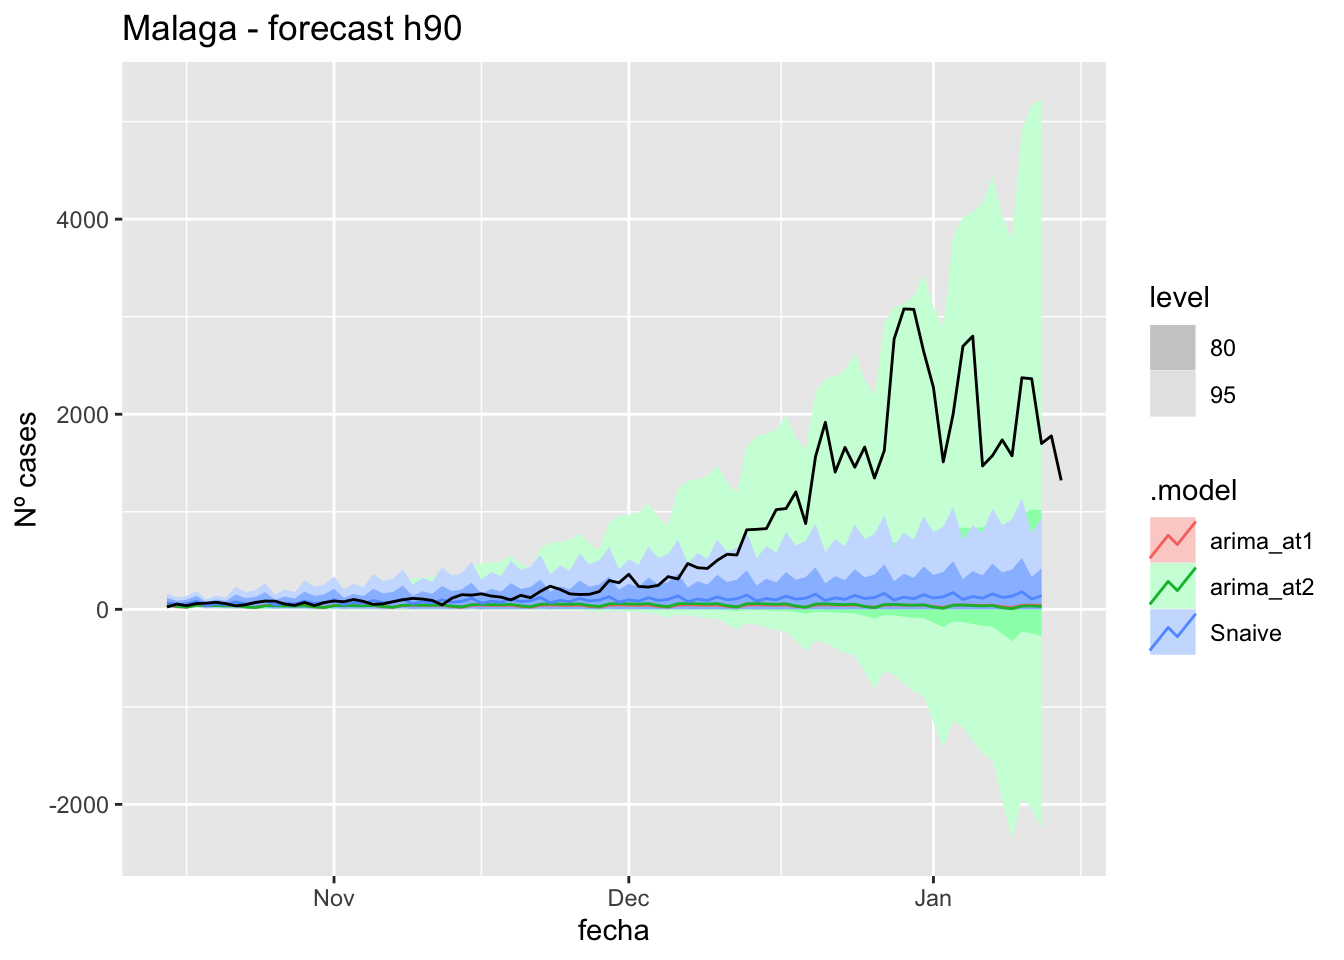 Malaga - forecast h90
Nº cases
4000
2000
0
-2000
Nov
Dec
Jan
fecha
level
80
95
.model
arima_at1
arima_at2
Snaive